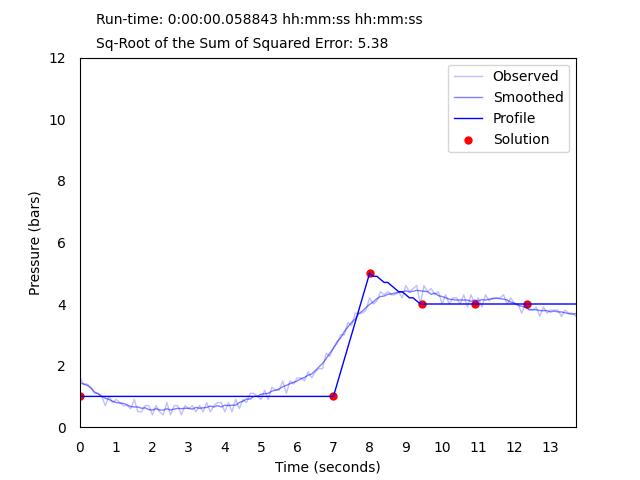 Run-time: 0:00:00.058843 hh:mm:ss hh:mm:ss
Sq-Root of the Sum of Squared Error: 5.38
Observed
Smoothed
Profile
Solution
12
10
8
6
4
2
0
Pressure (bars)
0 1 2 3 4 5 6 7 8 9 10 11 12 13
Time (seconds)